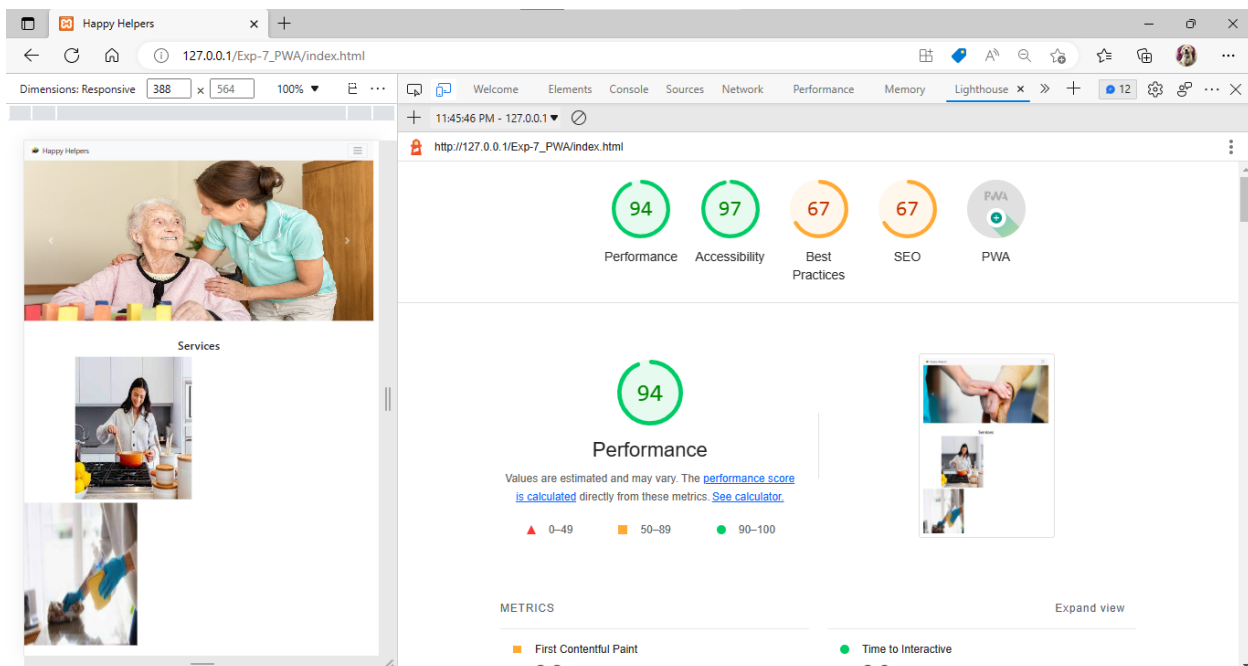 Happy Helpers
127.0.0.1/Exp-7_PWA/index.html
Dimensions: Responsive 388 x 564 100% ▼
Welcome Elements Console Sources Network Performance Memory Lighthouse 12
11:45:46 PM - 127.0.0.1 ▼
http://127.0.0.1/Exp-7_PWA/index.html
Happy Helpers
Services
94 97 67 67 PWA
Performance Accessibility Best Practices SEO PWA
94
Performance
Values are estimated and may vary. The performance score
is calculated directly from these metrics. See calculator.
0–49 50–89 90–100
Services
METRICS Expand view
First Contentful Paint Time to Interactive